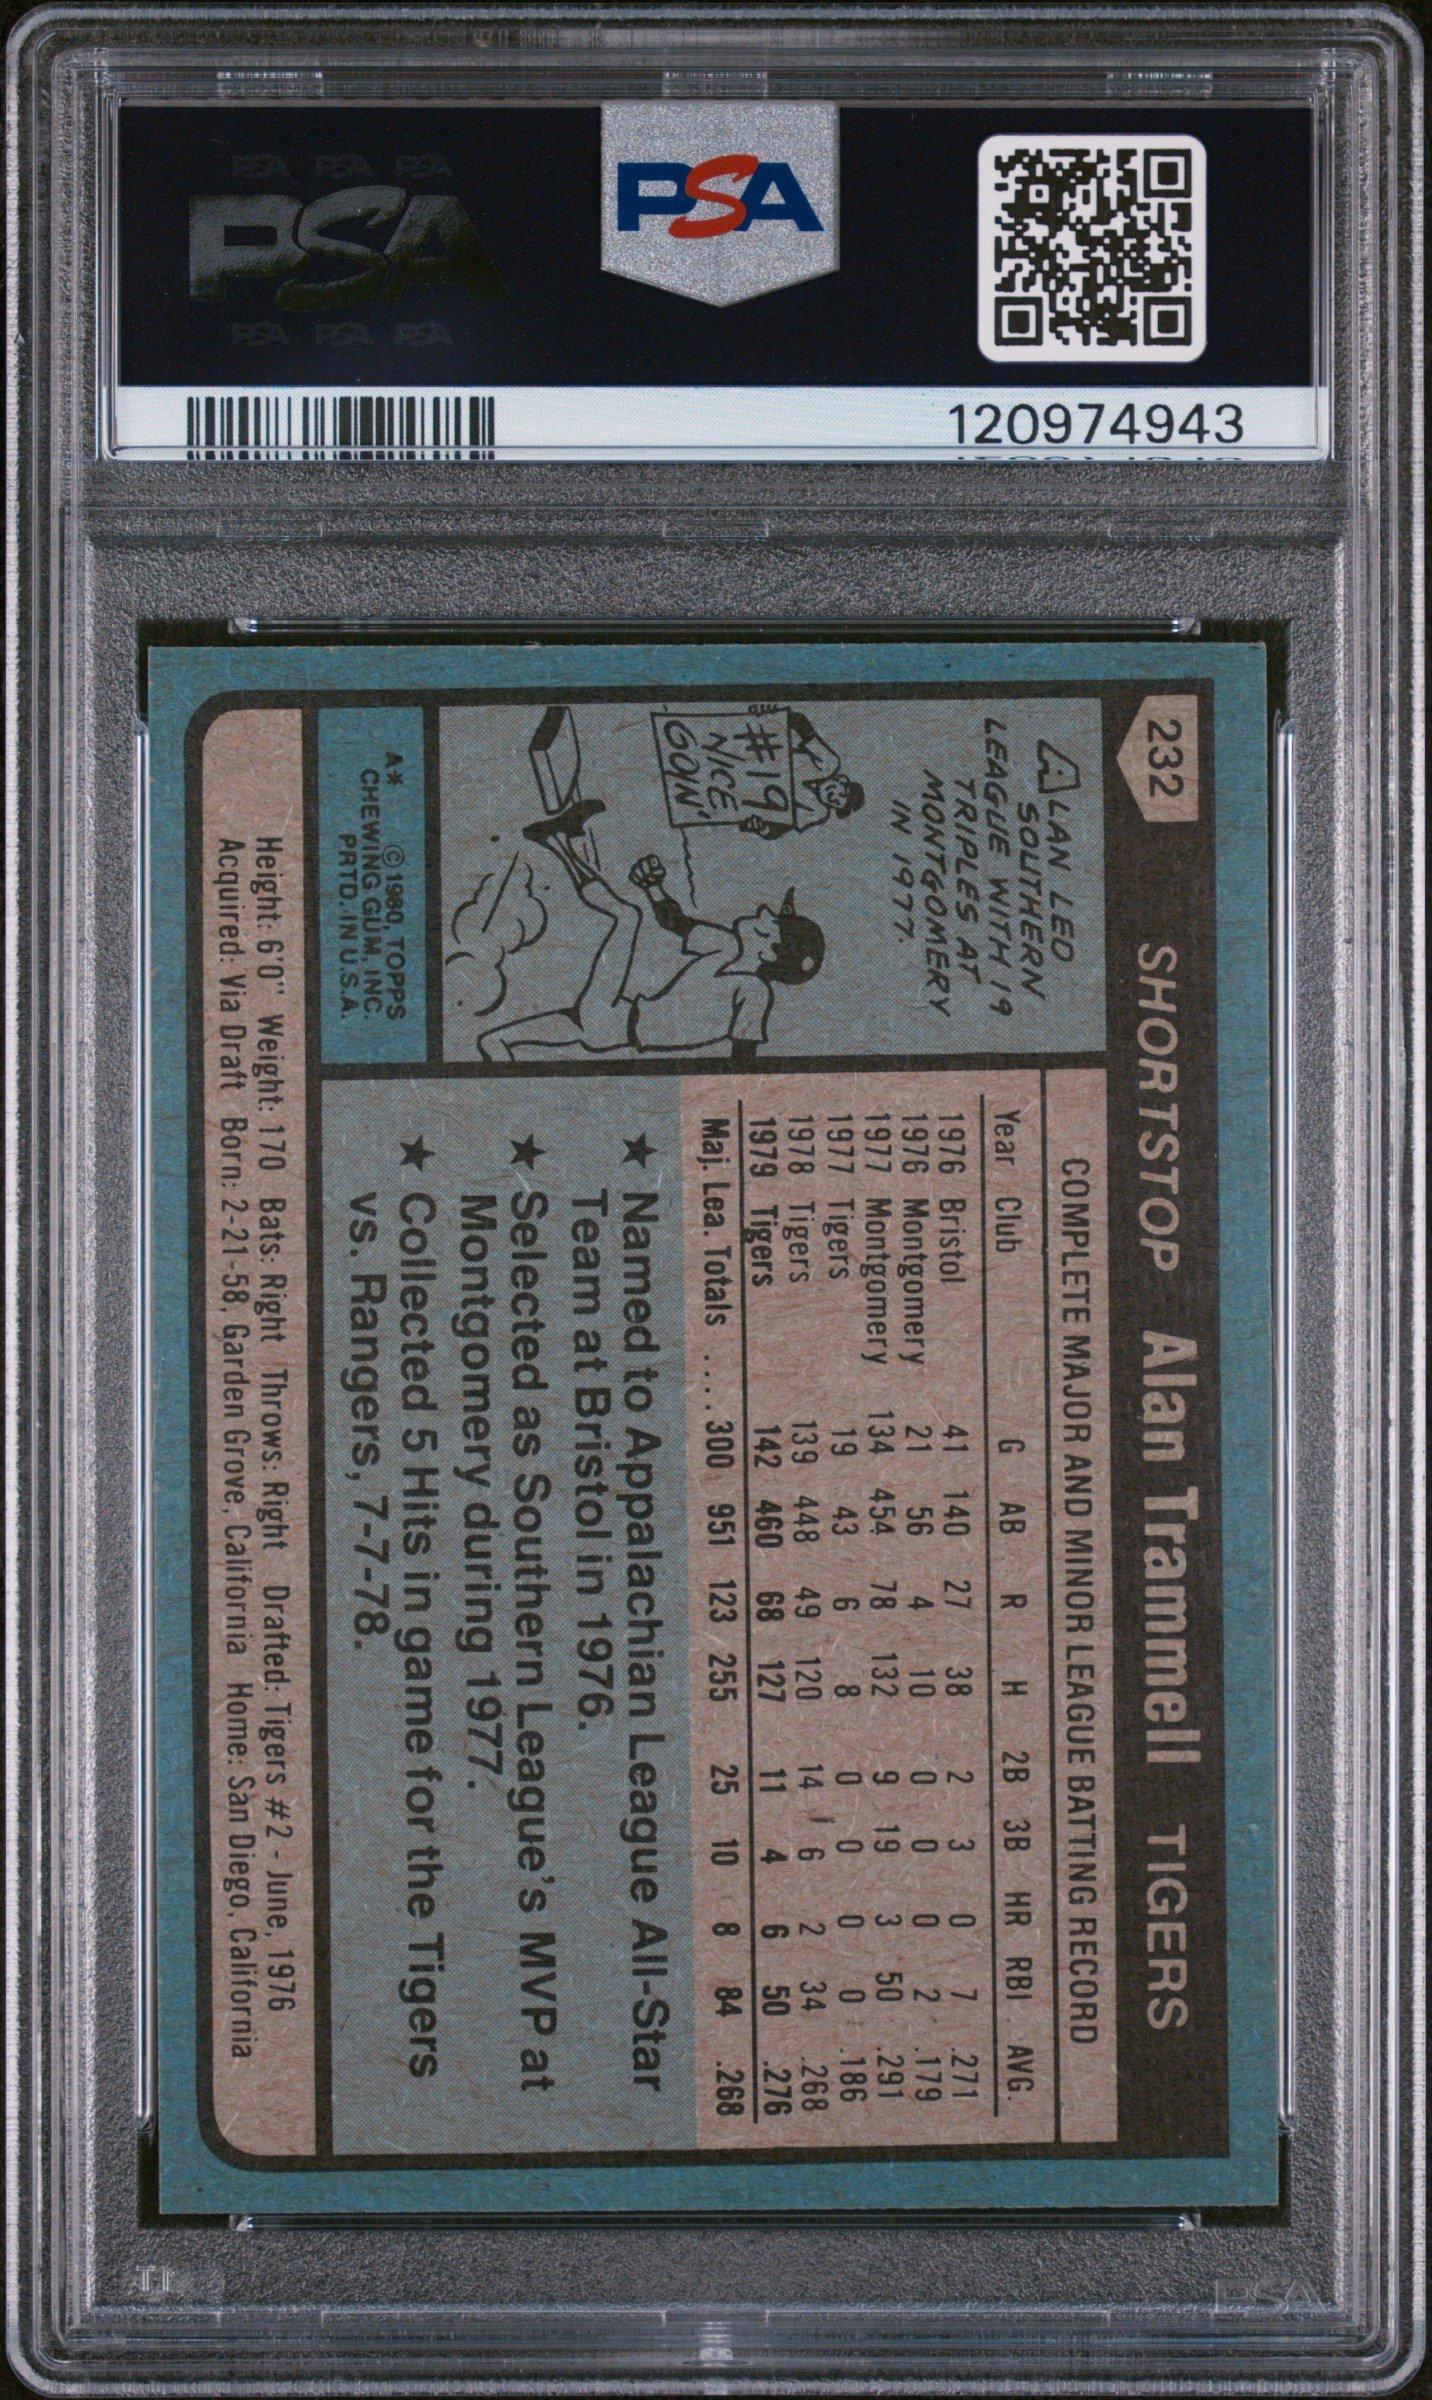 PSA PSA PSA
PSA
PSA PSA PSA
PSA
120974943
232 SHORTSTOP Alan Trammell TIGERS
ALAN LED
SOUTHERN
LEAGUE WITH 19
TRIPLES AT
MONTGOMERY
IN 1977.
#19
NICE
GOIN'
A* ©1980, TOPPS
CHEWING GUM, INC.
PRTD. IN U.S.A.
COMPLETE MAJOR AND MINOR LEAGUE BATTING RECORD
Year Club G AB R H 2B 3B HR RBI AVG.
1976 Bristol 41 140 27 38 2 3 0 7 .271
1976 Montgomery 21 56 4 10 0 0 0 2 .179
1977 Montgomery 134 454 78 132 9 19 3 50 .291
1977 Tigers 19 43 6 8 0 0 0 0 .186
1978 Tigers 139 448 49 120 14 6 2 34 .268
1979 Tigers 142 460 68 127 11 4 6 50 .276
Maj. Lea. Totals .... 300 951 123 255 25 10 8 84 .268
★ Named to Appalachian League All-Star
Team at Bristol in 1976.
★ Selected as Southern League's MVP at
Montgomery during 1977.
★ Collected 5 Hits in game for the Tigers
vs. Rangers, 7-7-78.
Height: 6'0" Weight: 170 Bats: Right Throws: Right Drafted: Tigers #2 - June, 1976
Acquired: Via Draft Born: 2-21-58, Garden Grove, California Home: San Diego, California
PSA